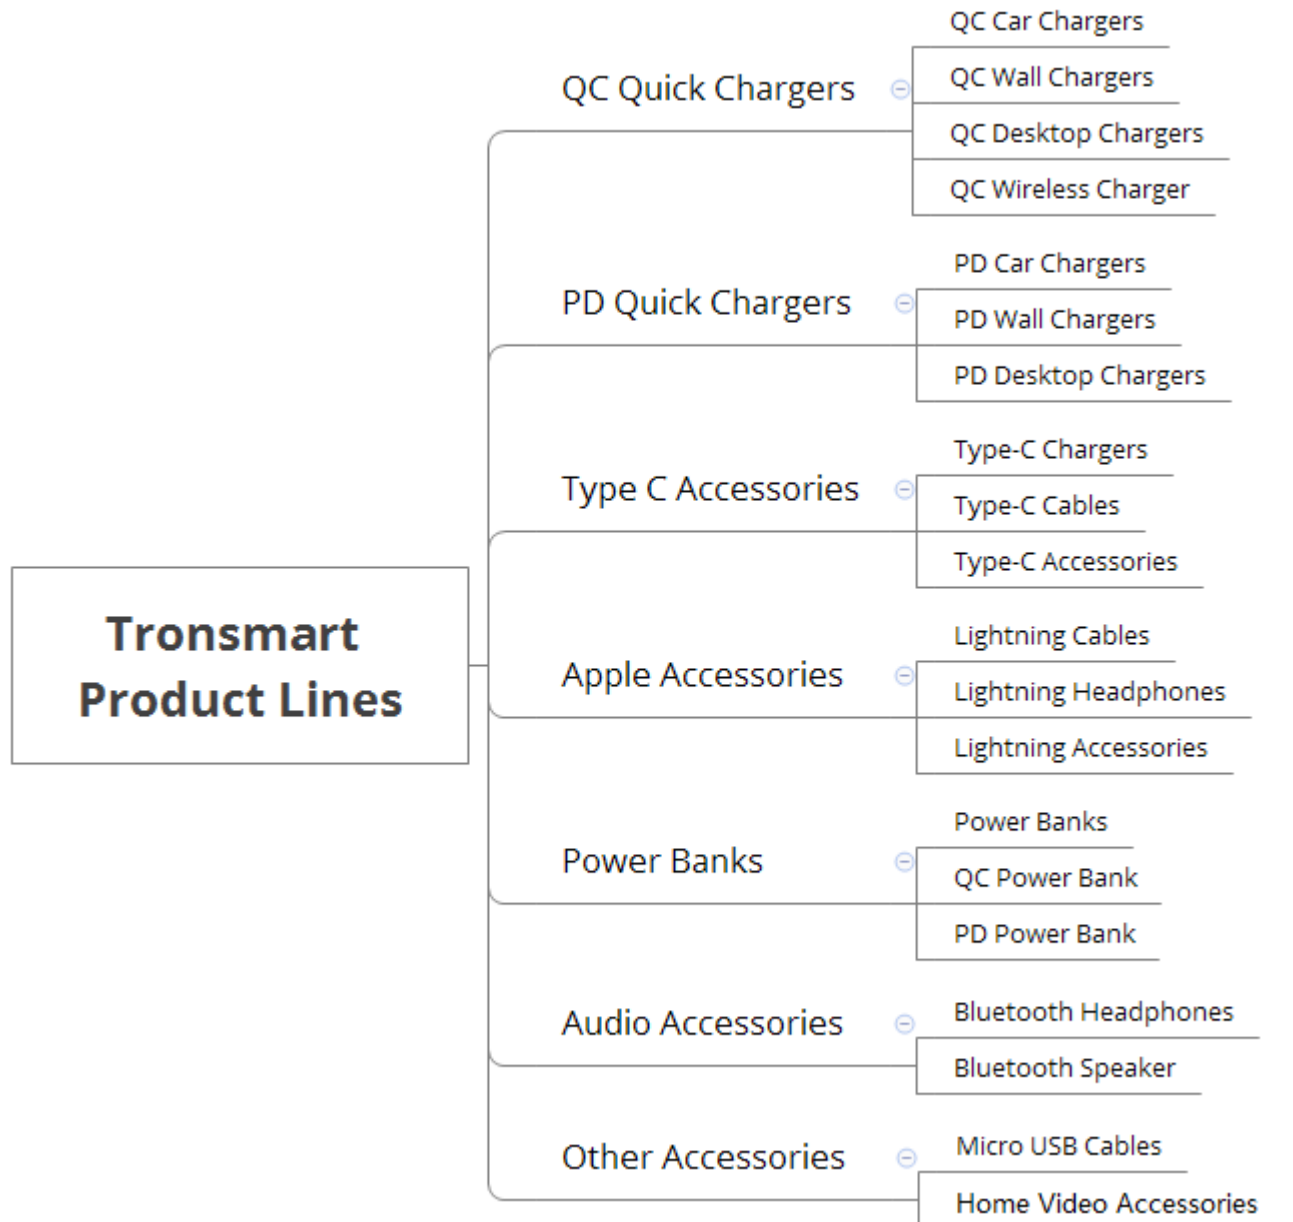 Tronsmart
Product Lines
QC Quick Chargers
QC Car Chargers
QC Wall Chargers
QC Desktop Chargers
QC Wireless Charger
PD Quick Chargers
PD Car Chargers
PD Wall Chargers
PD Desktop Chargers
Type C Accessories
Type-C Chargers
Type-C Cables
Type-C Accessories
Apple Accessories
Lightning Cables
Lightning Headphones
Lightning Accessories
Power Banks
Power Banks
QC Power Bank
PD Power Bank
Audio Accessories
Bluetooth Headphones
Bluetooth Speaker
Other Accessories
Micro USB Cables
Home Video Accessories